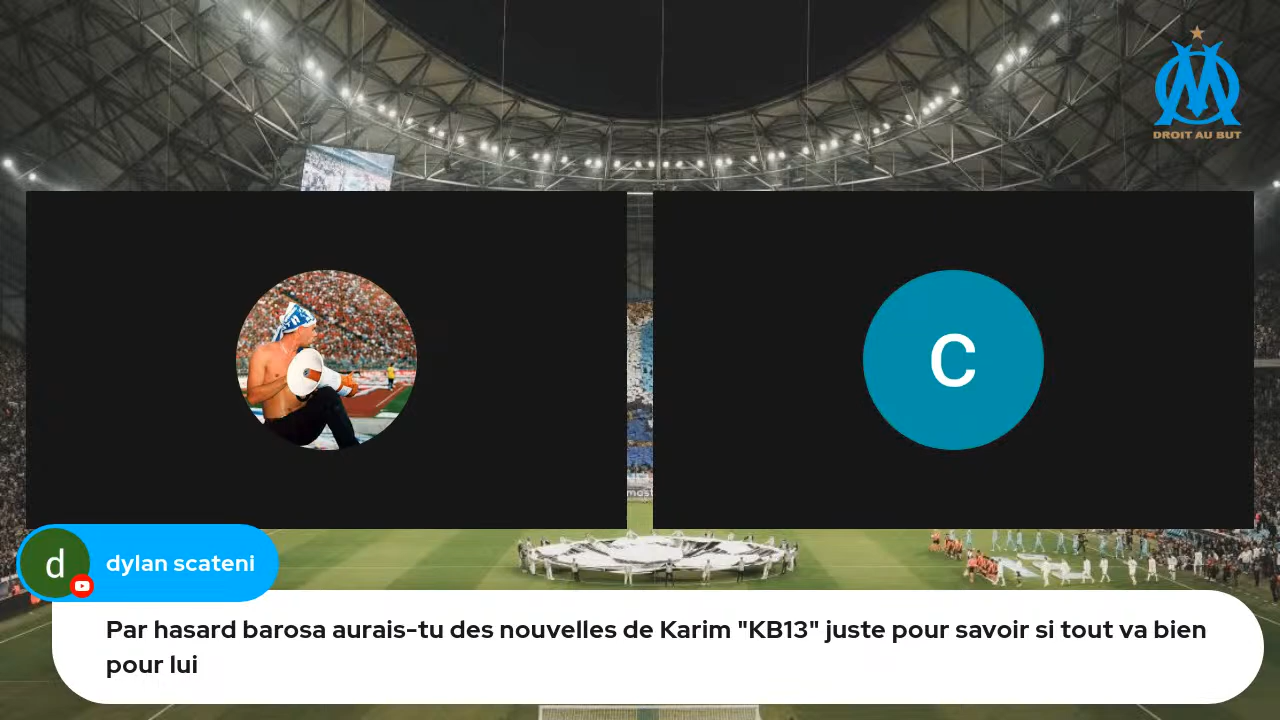 DROIT AU BUT
C
d
dylan scateni
Par hasard barosa aurais-tu des nouvelles de Karim "KB13" juste pour savoir si tout va bien
pour lui